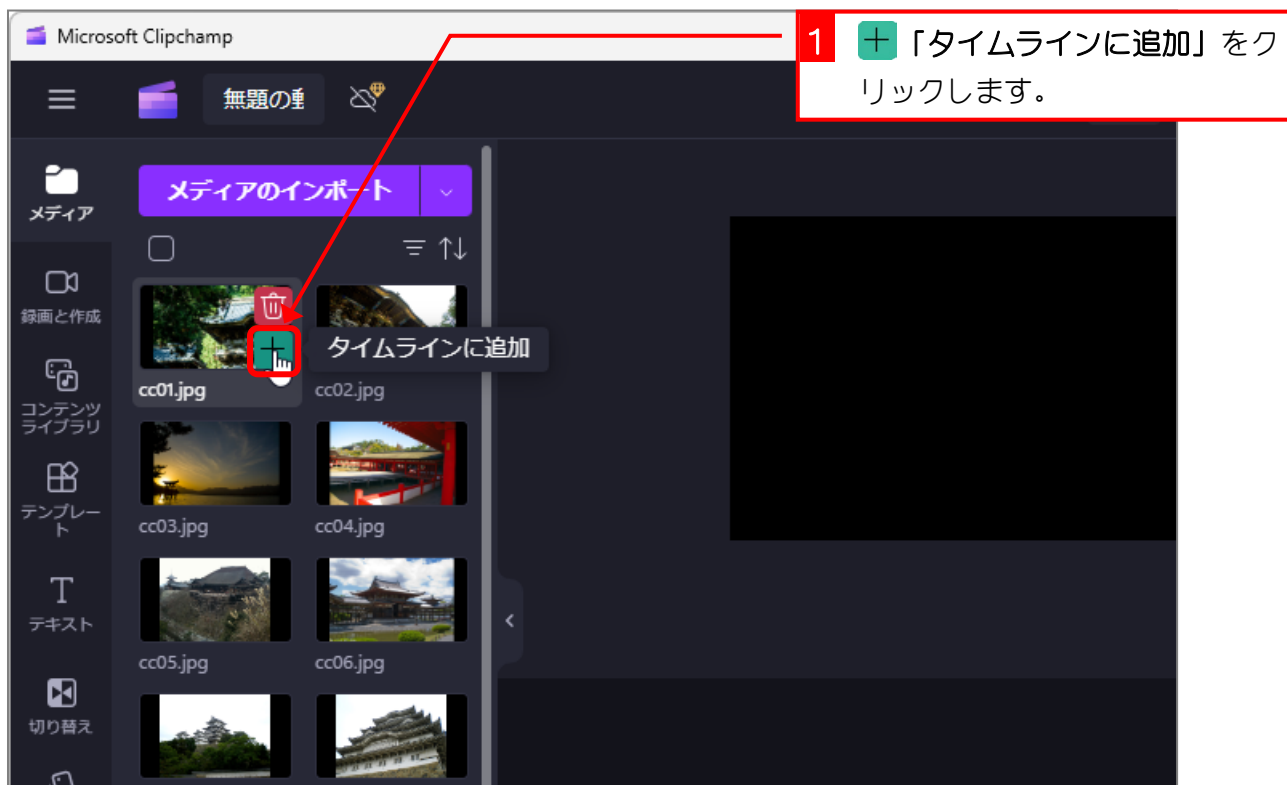 Microsoft Clipchamp
1 「タイムラインに追加」をク
リックします。
無題の動
メディア
メディアのインポート
録画と作成
タイムラインに追加
cc01.jpg
cc02.jpg
コンテンツ
ライブラリ
cc03.jpg
cc04.jpg
テンプレー
ト
T
テキスト
cc05.jpg
cc06.jpg
切り替え